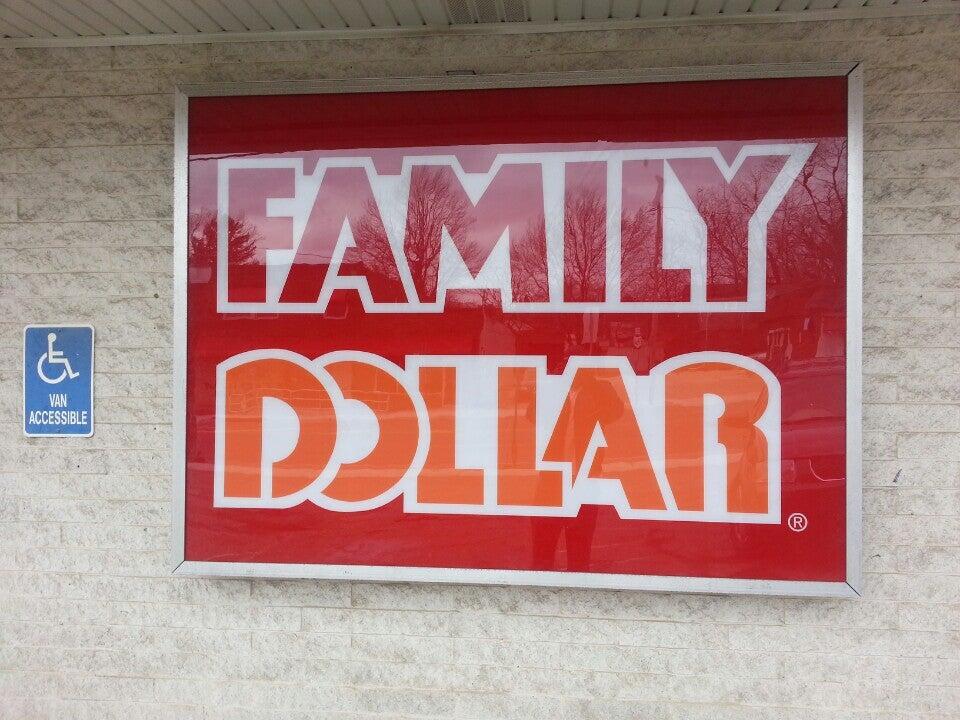 FAMILY
DOLLAR
®
VAN
ACCESSIBLE